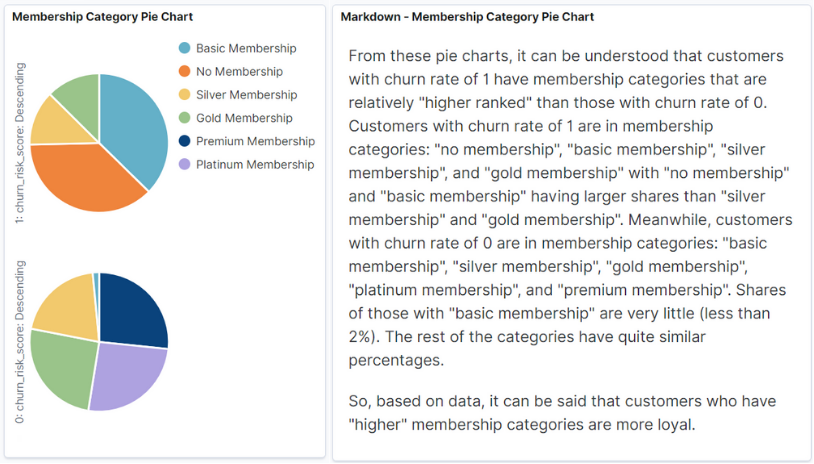 Membership Category Pie Chart
1: churn_risk_score: Descending
Basic Membership
No Membership
Silver Membership
Gold Membership
Premium Membership
Platinum Membership
0: churn_risk_score: Descending
Markdown - Membership Category Pie Chart
From these pie charts, it can be understood that customers
with churn rate of 1 have membership categories that are
relatively "higher ranked" than those with churn rate of 0.
Customers with churn rate of 1 are in membership
categories: "no membership", "basic membership", "silver
membership", and "gold membership" with "no membership"
and "basic membership" having larger shares than "silver
membership" and "gold membership". Meanwhile, customers
with churn rate of 0 are in membership categories: "basic
membership", "silver membership", "gold membership",
"platinum membership", and "premium membership". Shares
of those with "basic membership" are very little (less than
2%). The rest of the categories have quite similar
percentages.
So, based on data, it can be said that customers who have
"higher" membership categories are more loyal.